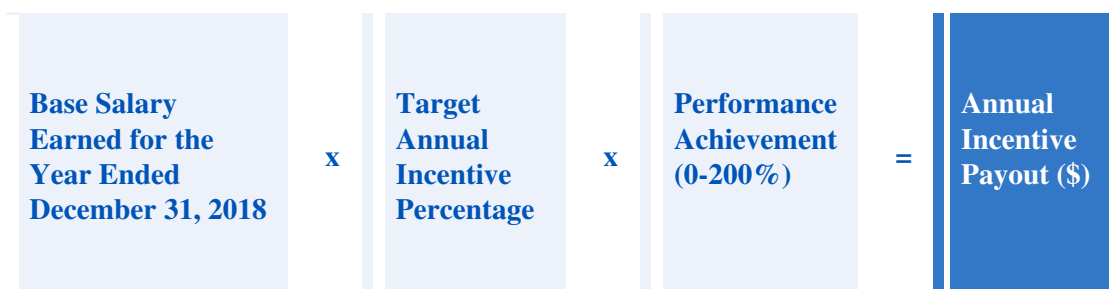 Base Salary
Earned for the
Year Ended
December 31, 2018
x
Target
Annual
Incentive
Percentage
x
Performance
Achievement
(0-200%)
=
Annual
Incentive
Payout ($)